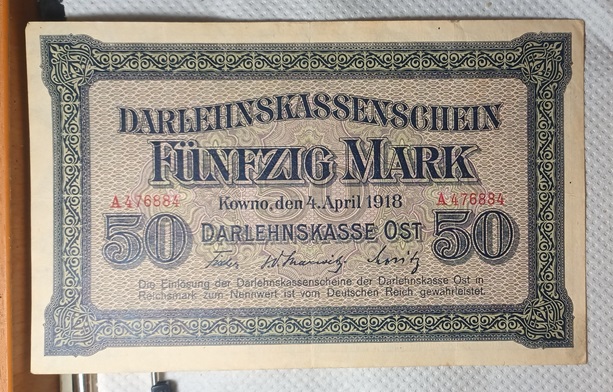 DARLEHNSKASSENSCHEIN
FÜNFZIG MARK
A 476884
Kowno, den 4. April 1918
A 476884
50
DARLEHNSKASSE OST
50
Die Einlösung der Darlehnskassenscheine der Darlehnskasse Ost in
Reichsmark zum Nennwert ist vom Deutschen Reich gewährleistet.